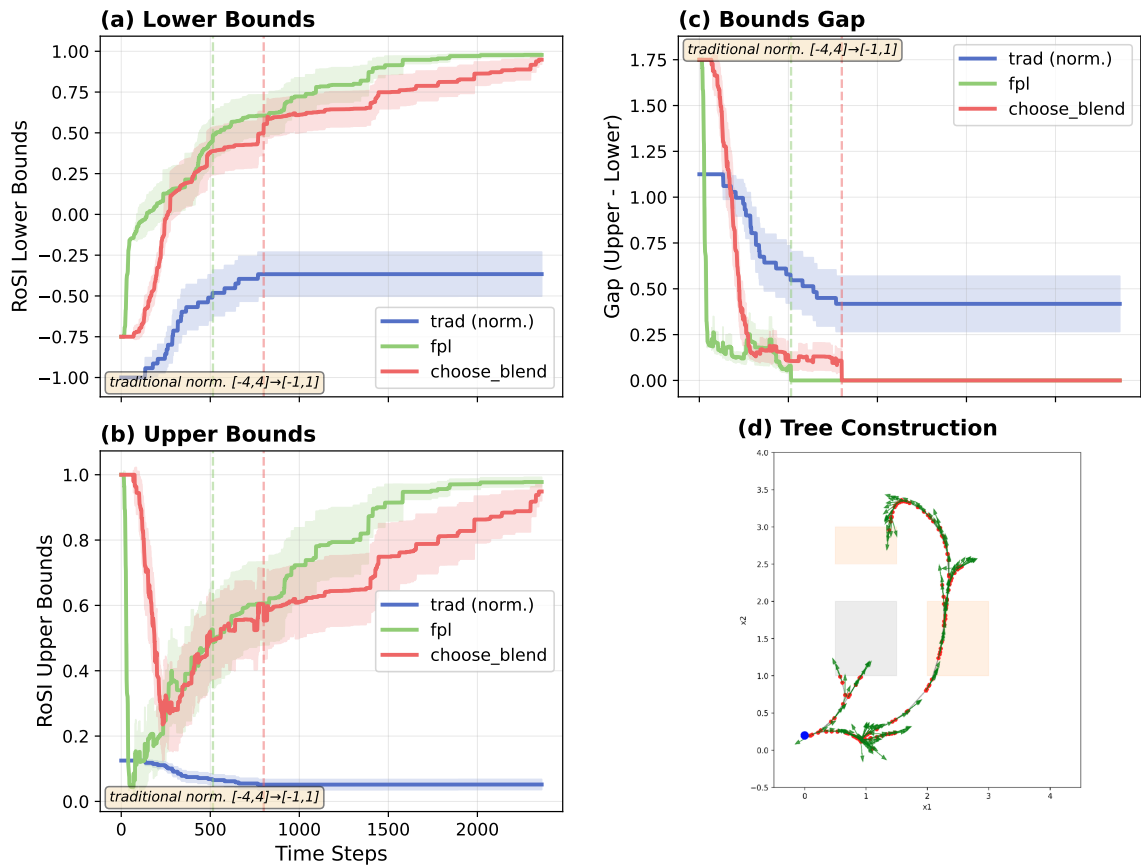 (a) Lower Bounds
1.00
0.75
0.50
0.25
0.00
−0.25
−0.50
−0.75
−1.00
RoSI Lower Bounds
trad (norm.)
fpl
choose_blend
traditional norm. [-4,4]→[-1,1]
(c) Bounds Gap
traditional norm. [-4,4]→[-1,1]
1.75
1.50
1.25
1.00
0.75
0.50
0.25
0.00
Gap (Upper - Lower)
trad (norm.)
fpl
choose_blend
(b) Upper Bounds
1.0
0.8
0.6
0.4
0.2
0.0
RoSI Upper Bounds
trad (norm.)
fpl
choose_blend
traditional norm. [-4,4]→[-1,1]
0 500 1000 1500 2000
Time Steps
(d) Tree Construction
4.0
3.5
3.0
2.5
2.0
1.5
1.0
0.5
0.0
−0.5
x2
0 1 2 3 4
x1